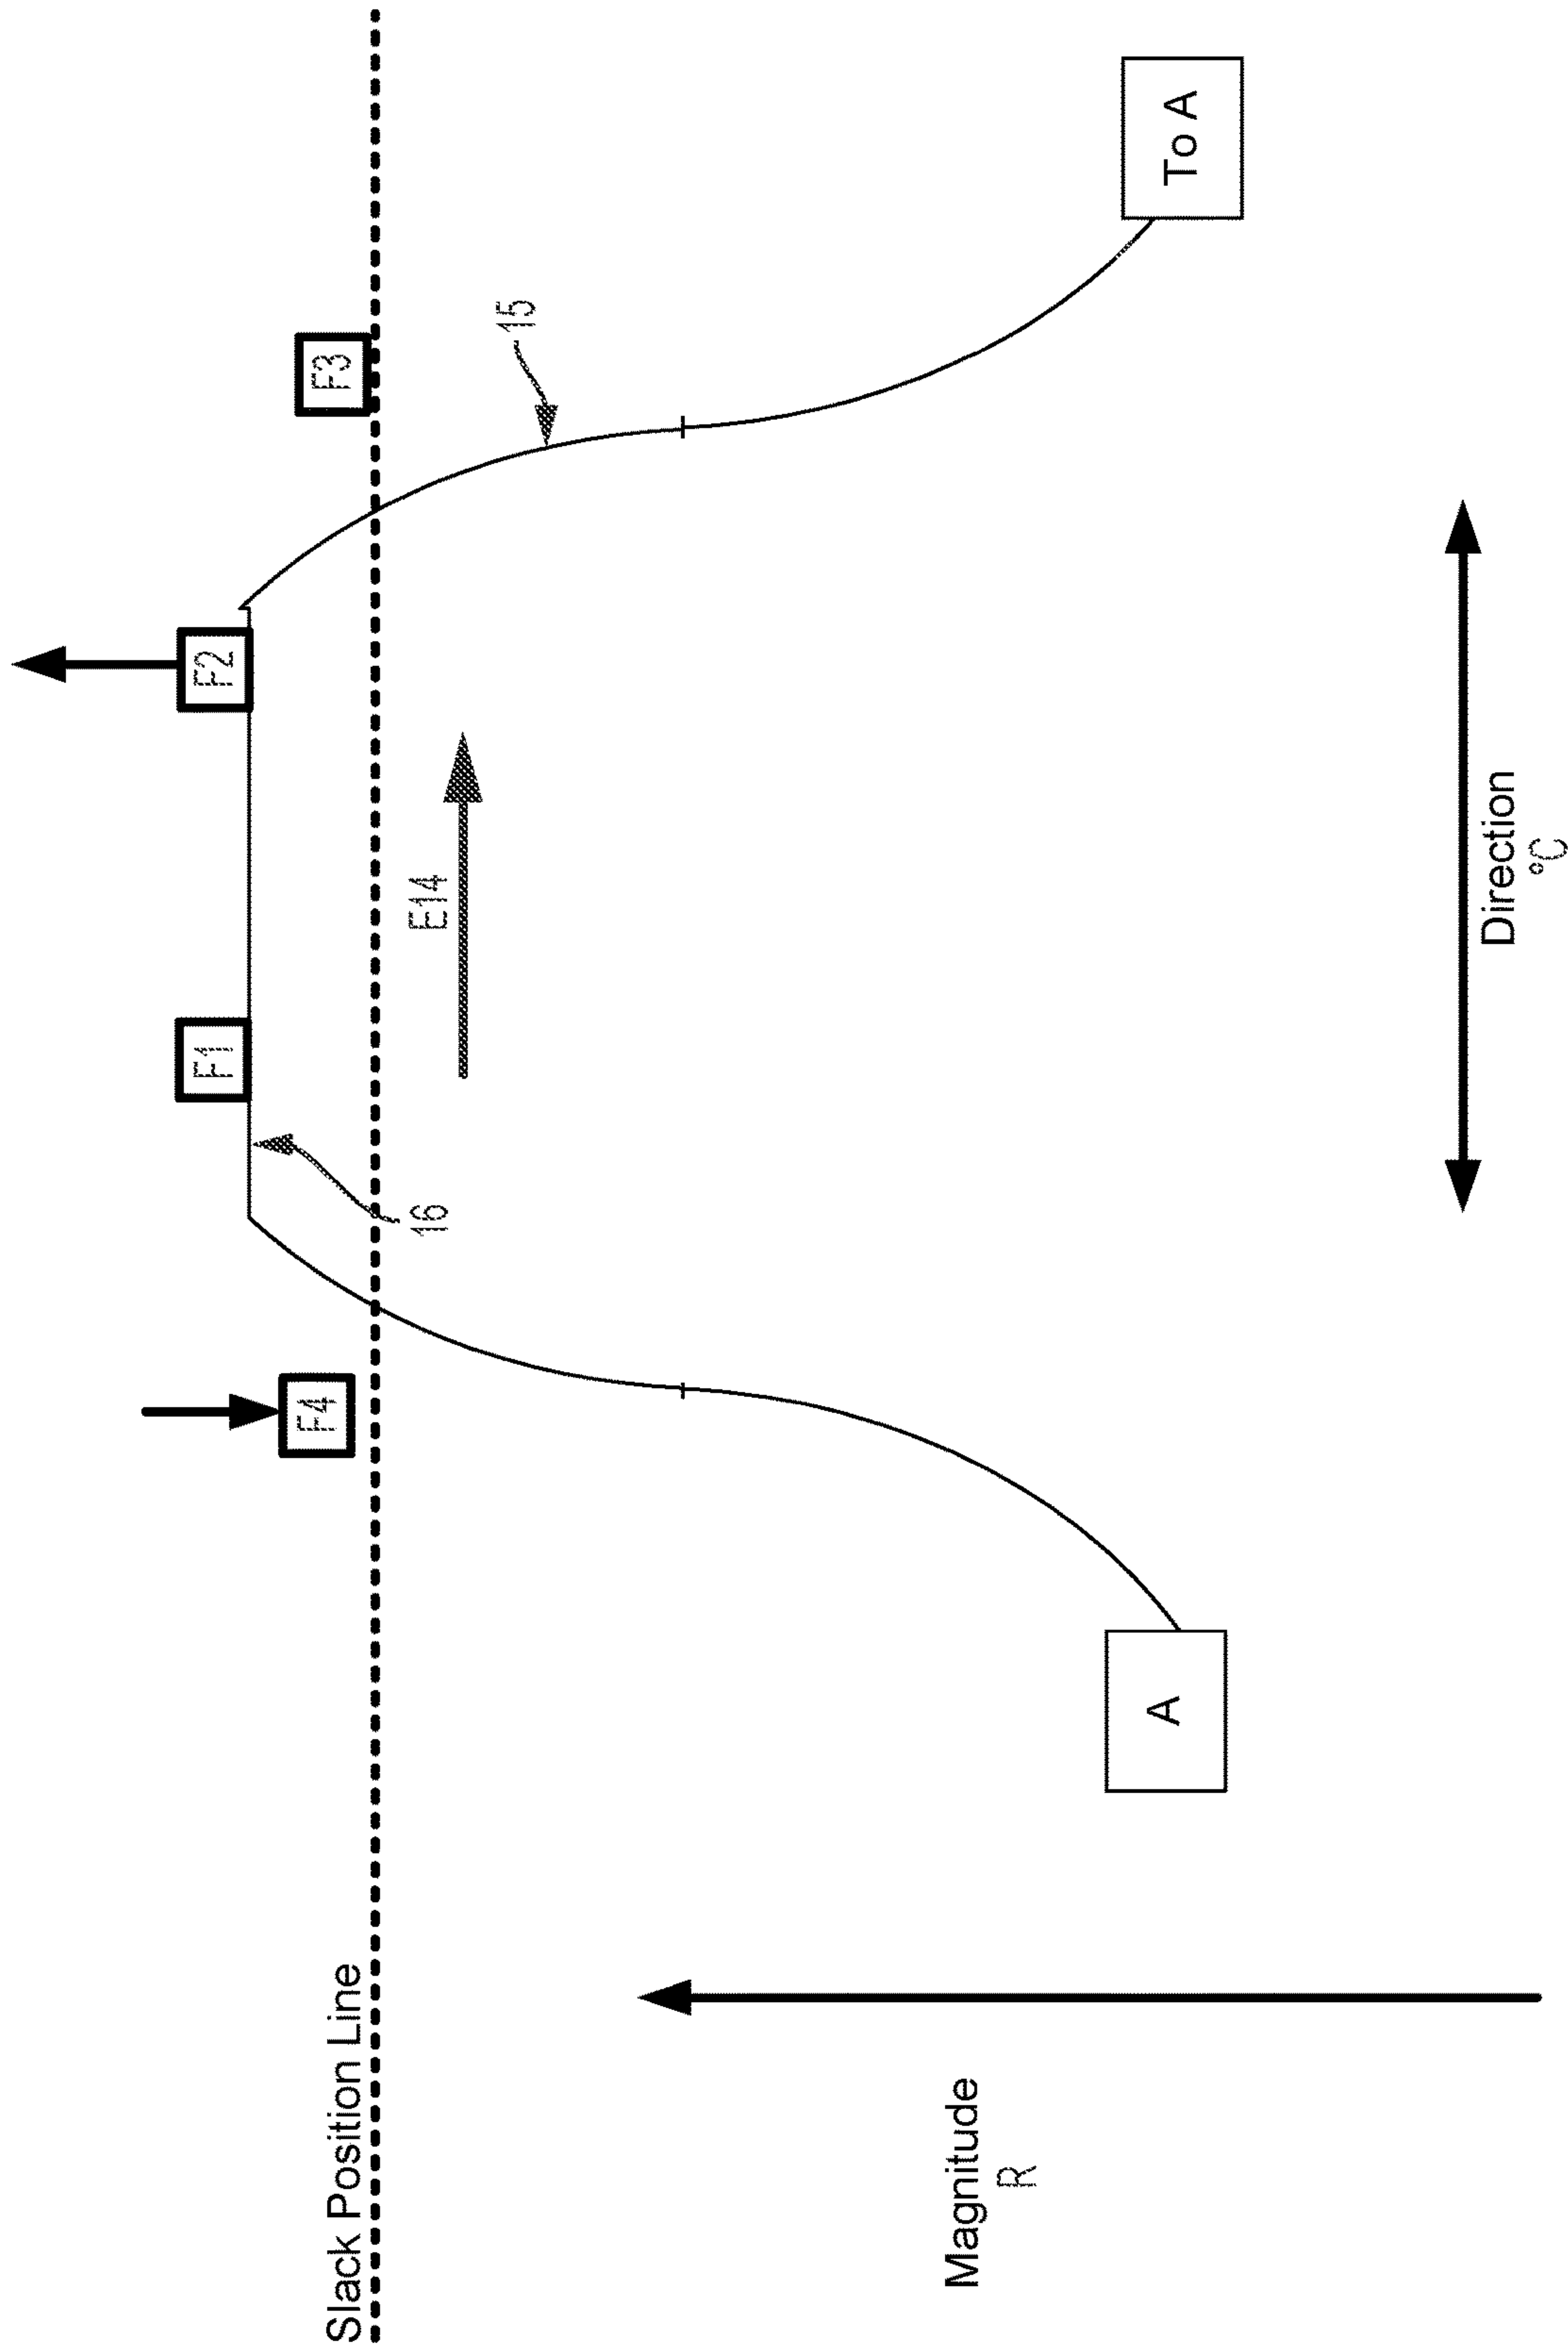 F1
F2
F4
F3
Slack Position Line
16
E14
15
Magnitude
R
A
To A
Direction
°C